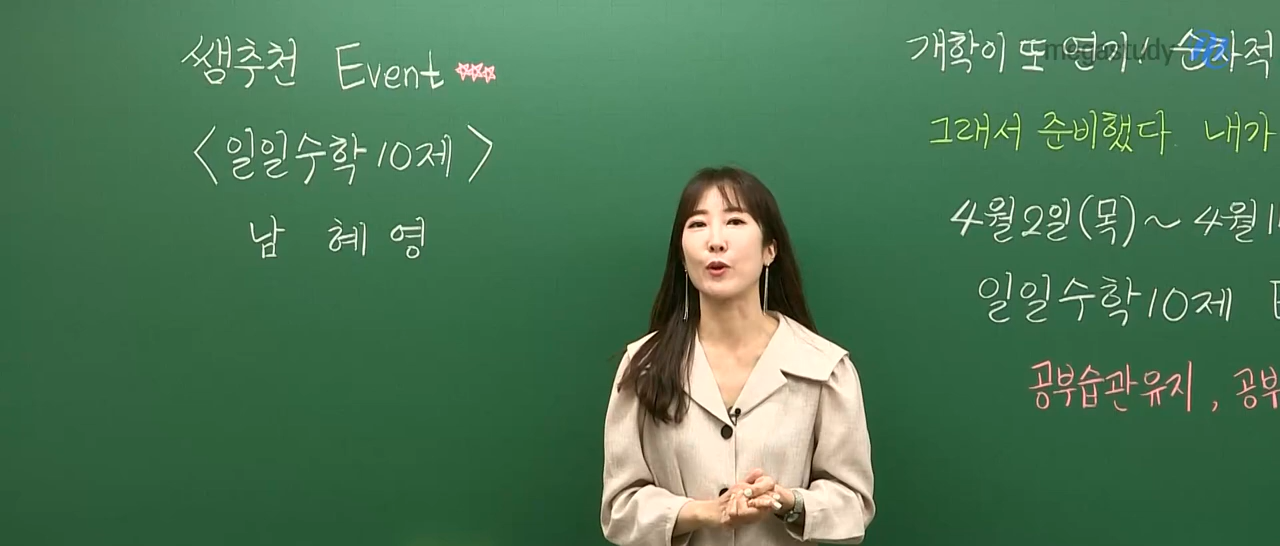 쌤추천 Event ☆☆☆
<일일수학10제>
남 혜 영
개학이 또 연기! 순차적
megastudy
그래서 준비했다. 내가
4월2일(목)~ 4월1
일일수학10제 E
공부습관유지, 공부